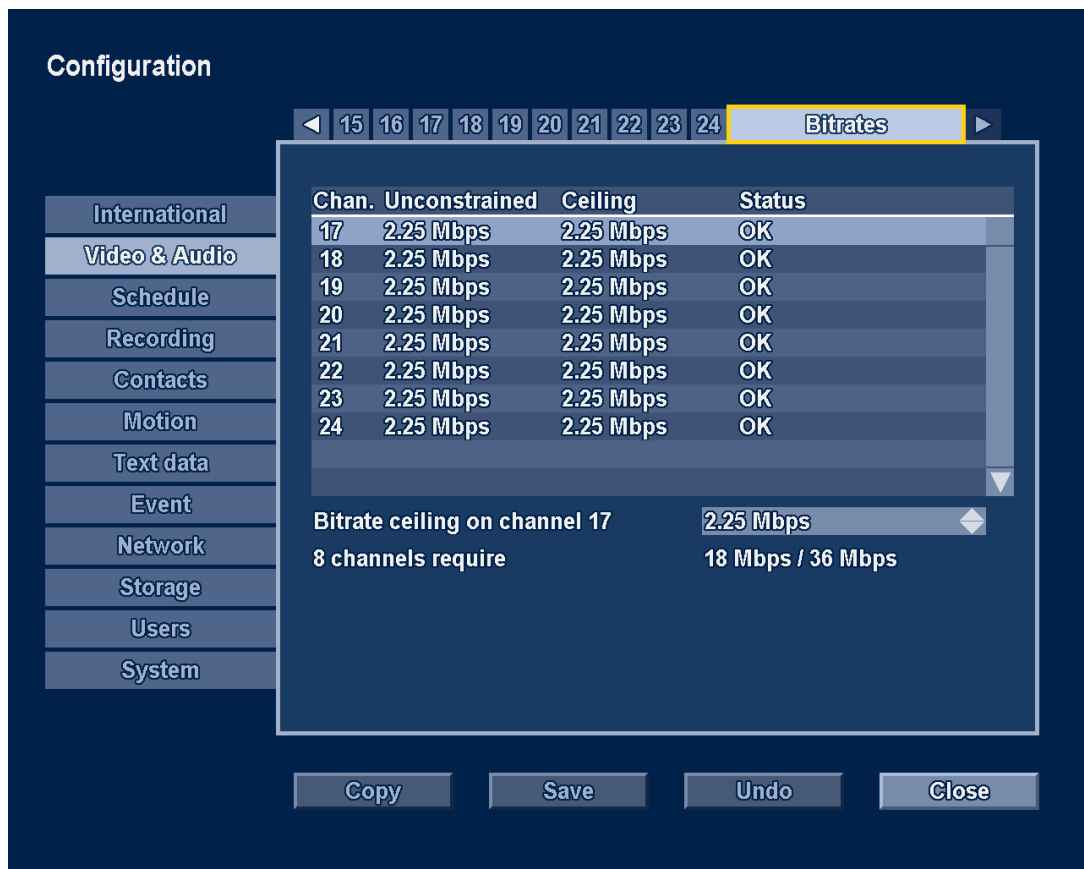 Configuration
15 16 17 18 19 20 21 22 23 24 Bitrates
International
Video & Audio
Schedule
Recording
Contacts
Motion
Text data
Event
Network
Storage
Users
System
Chan. Unconstrained Ceiling Status
17 2.25 Mbps 2.25 Mbps OK
18 2.25 Mbps 2.25 Mbps OK
19 2.25 Mbps 2.25 Mbps OK
20 2.25 Mbps 2.25 Mbps OK
21 2.25 Mbps 2.25 Mbps OK
22 2.25 Mbps 2.25 Mbps OK
23 2.25 Mbps 2.25 Mbps OK
24 2.25 Mbps 2.25 Mbps OK
Bitrate ceiling on channel 17 2.25 Mbps
8 channels require 18 Mbps / 36 Mbps
Copy Save Undo Close